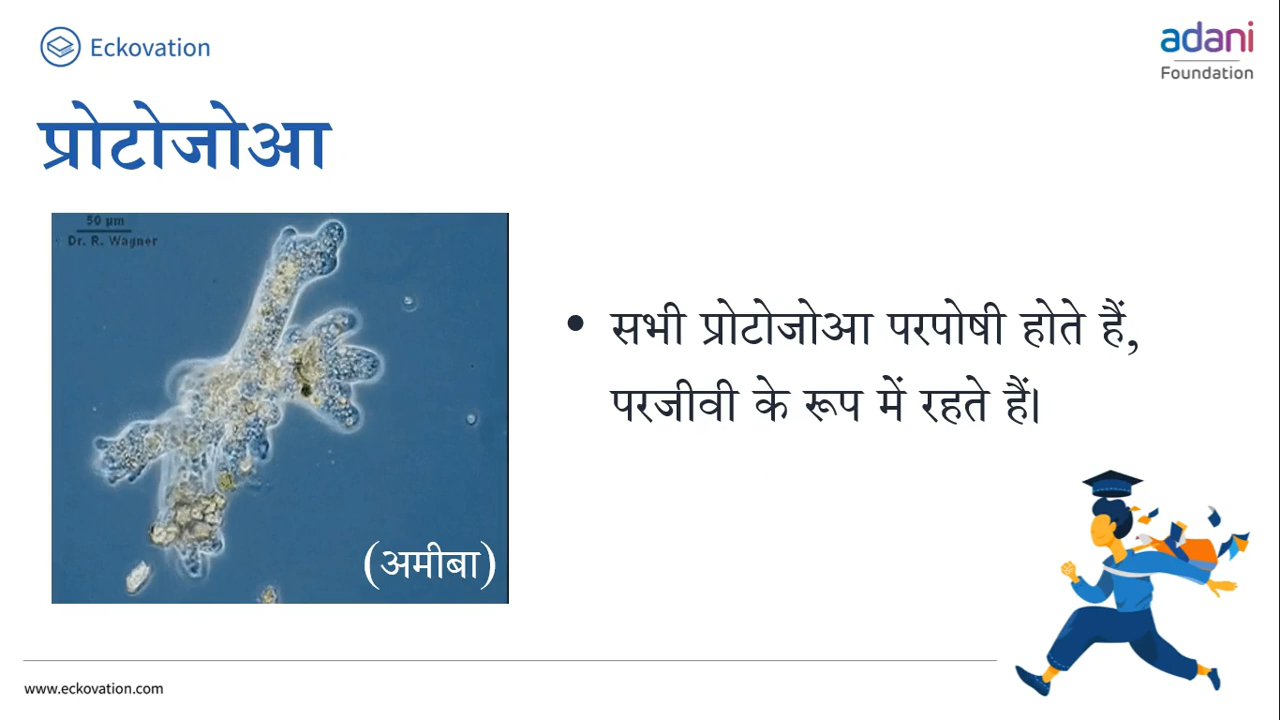 Eckovation
adani
Foundation
प्रोटोजोआ
50 µm
Dr. R. Wagner
• सभी प्रोटोजोआ परपोषी होते हैं,
परजीवी के रूप में रहते हैं।
(अमीबा)
www.eckovation.com